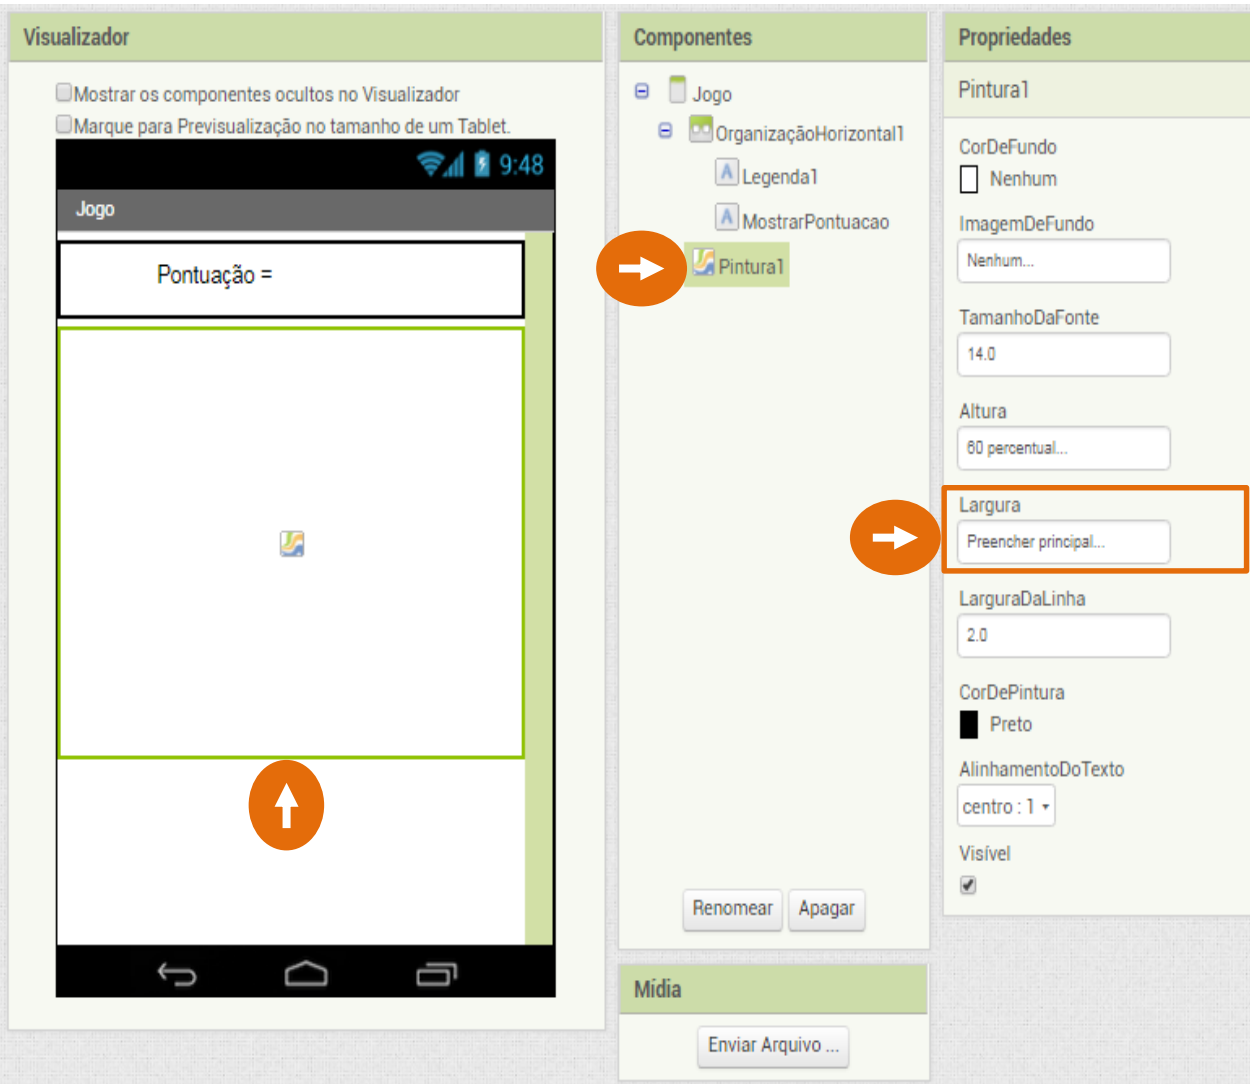 Visualizador
Mostrar os componentes ocultos no Visualizador
Marque para Previsualização no tamanho de um Tablet.
9:48
Jogo
Pontuação =
Componentes
Jogo
OrganizaçãoHorizontal1
Legenda1
MostrarPontuacao
Pintura1
Renomear
Apagar
Mídia
Enviar Arquivo ...
Propriedades
Pintura1
CorDeFundo
Nenhum
ImagemDeFundo
Nenhum...
TamanhoDaFonte
14.0
Altura
60 percentual...
Largura
Preencher principal...
LarguraDaLinha
2.0
CorDePintura
Preto
AlinhamentoDoTexto
centro : 1
Visível